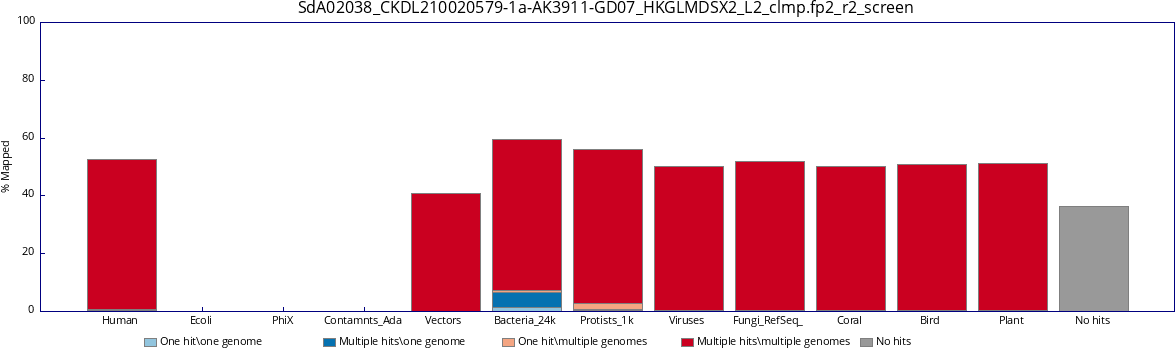 SdA02038_CKDL210020579-1a-AK3911-GD07_HKGLMDSX2_L2_clmp.fp2_r2_screen
100
80
60
40
20
0
% Mapped
Human Ecoli PhiX Contamnts_Ada Vectors Bacteria_24k Protists_1k Viruses Fungi_RefSeq_ Coral Bird Plant No hits
One hit\one genome Multiple hits\one genome One hit\multiple genomes Multiple hits\multiple genomes No hits